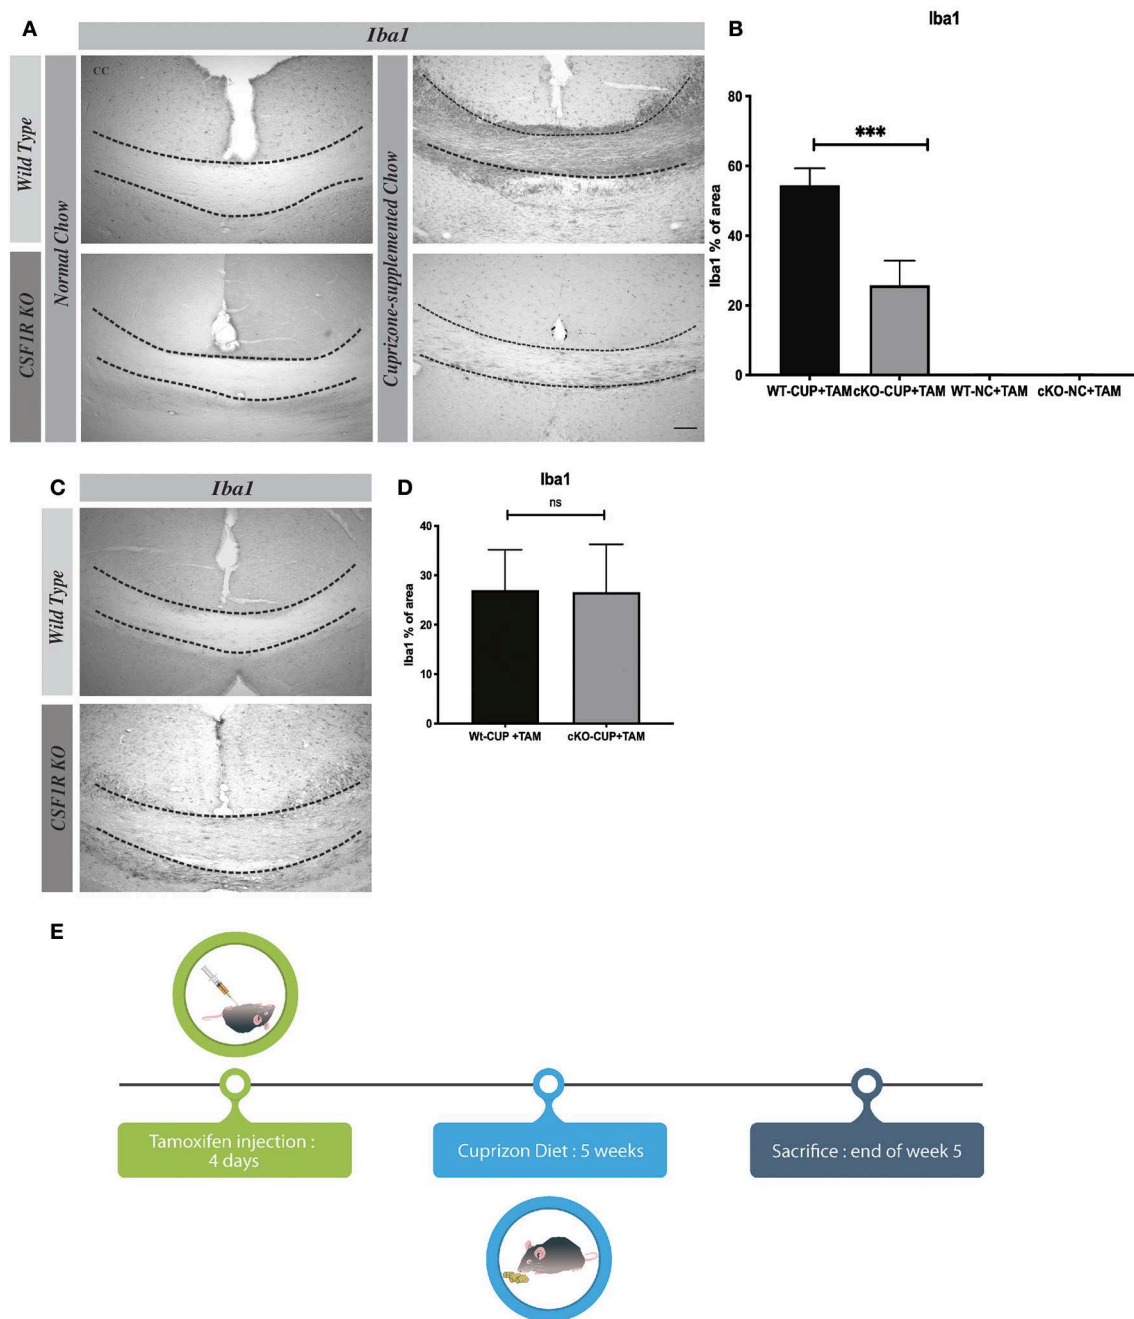 A
Iba1
Wild Type
CSF1R KO
Normal Chow
Cuprizone-supplemented Chow
CC
B
Iba1
Iba1 % of area
80
60
40
20
0
***
WT-CUP+TAM cKO-CUP+TAM WT-NC+TAM cKO-NC+TAM
C
Iba1
Wild Type
CSF1R KO
D
Iba1
ns
Iba1 % of area
40
30
20
10
0
Wt-CUP +TAM cKO-CUP+TAM
E
Tamoxifen injection :
4 days
Cuprizon Diet : 5 weeks
Sacrifice : end of week 5